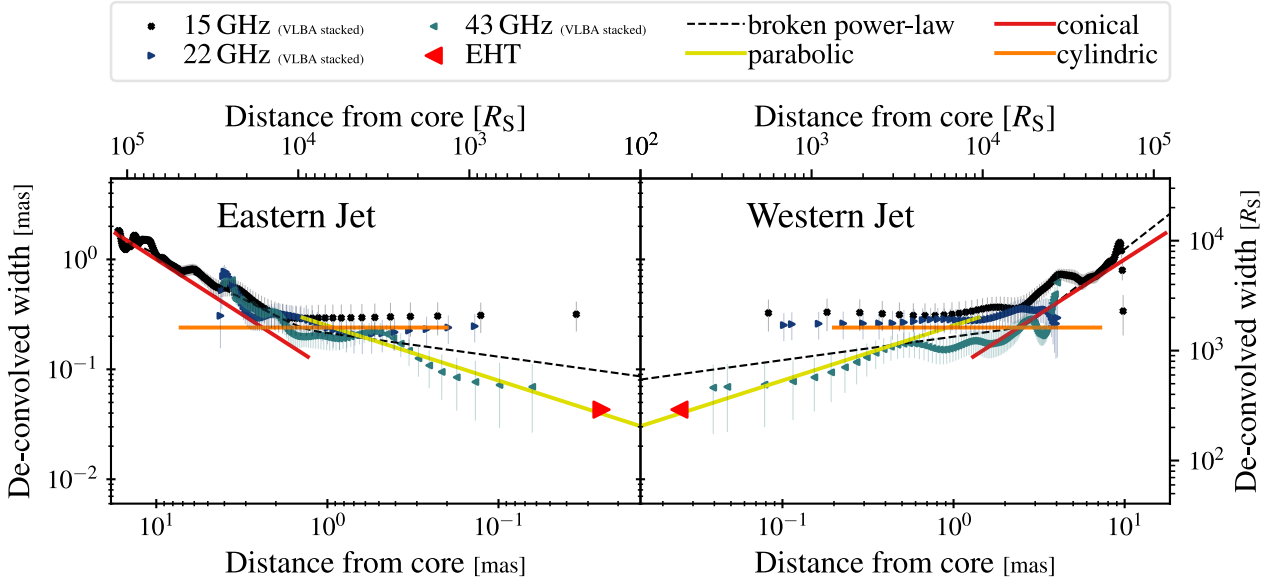 15 GHz (VLBA stacked) 43 GHz (VLBA stacked) broken power-law conical
22 GHz (VLBA stacked) EHT parabolic cylindric
Distance from core [R_S] Distance from core [R_S]
10^5 10^4 10^3 10^2 10^3 10^4 10^5
Eastern Jet Western Jet
De-convolved width [mas]
10^0
10^-1
10^-2
De-convolved width [R_S]
10^4
10^3
10^2
10^1 10^0 10^-1 10^-1 10^0 10^1
Distance from core [mas] Distance from core [mas]